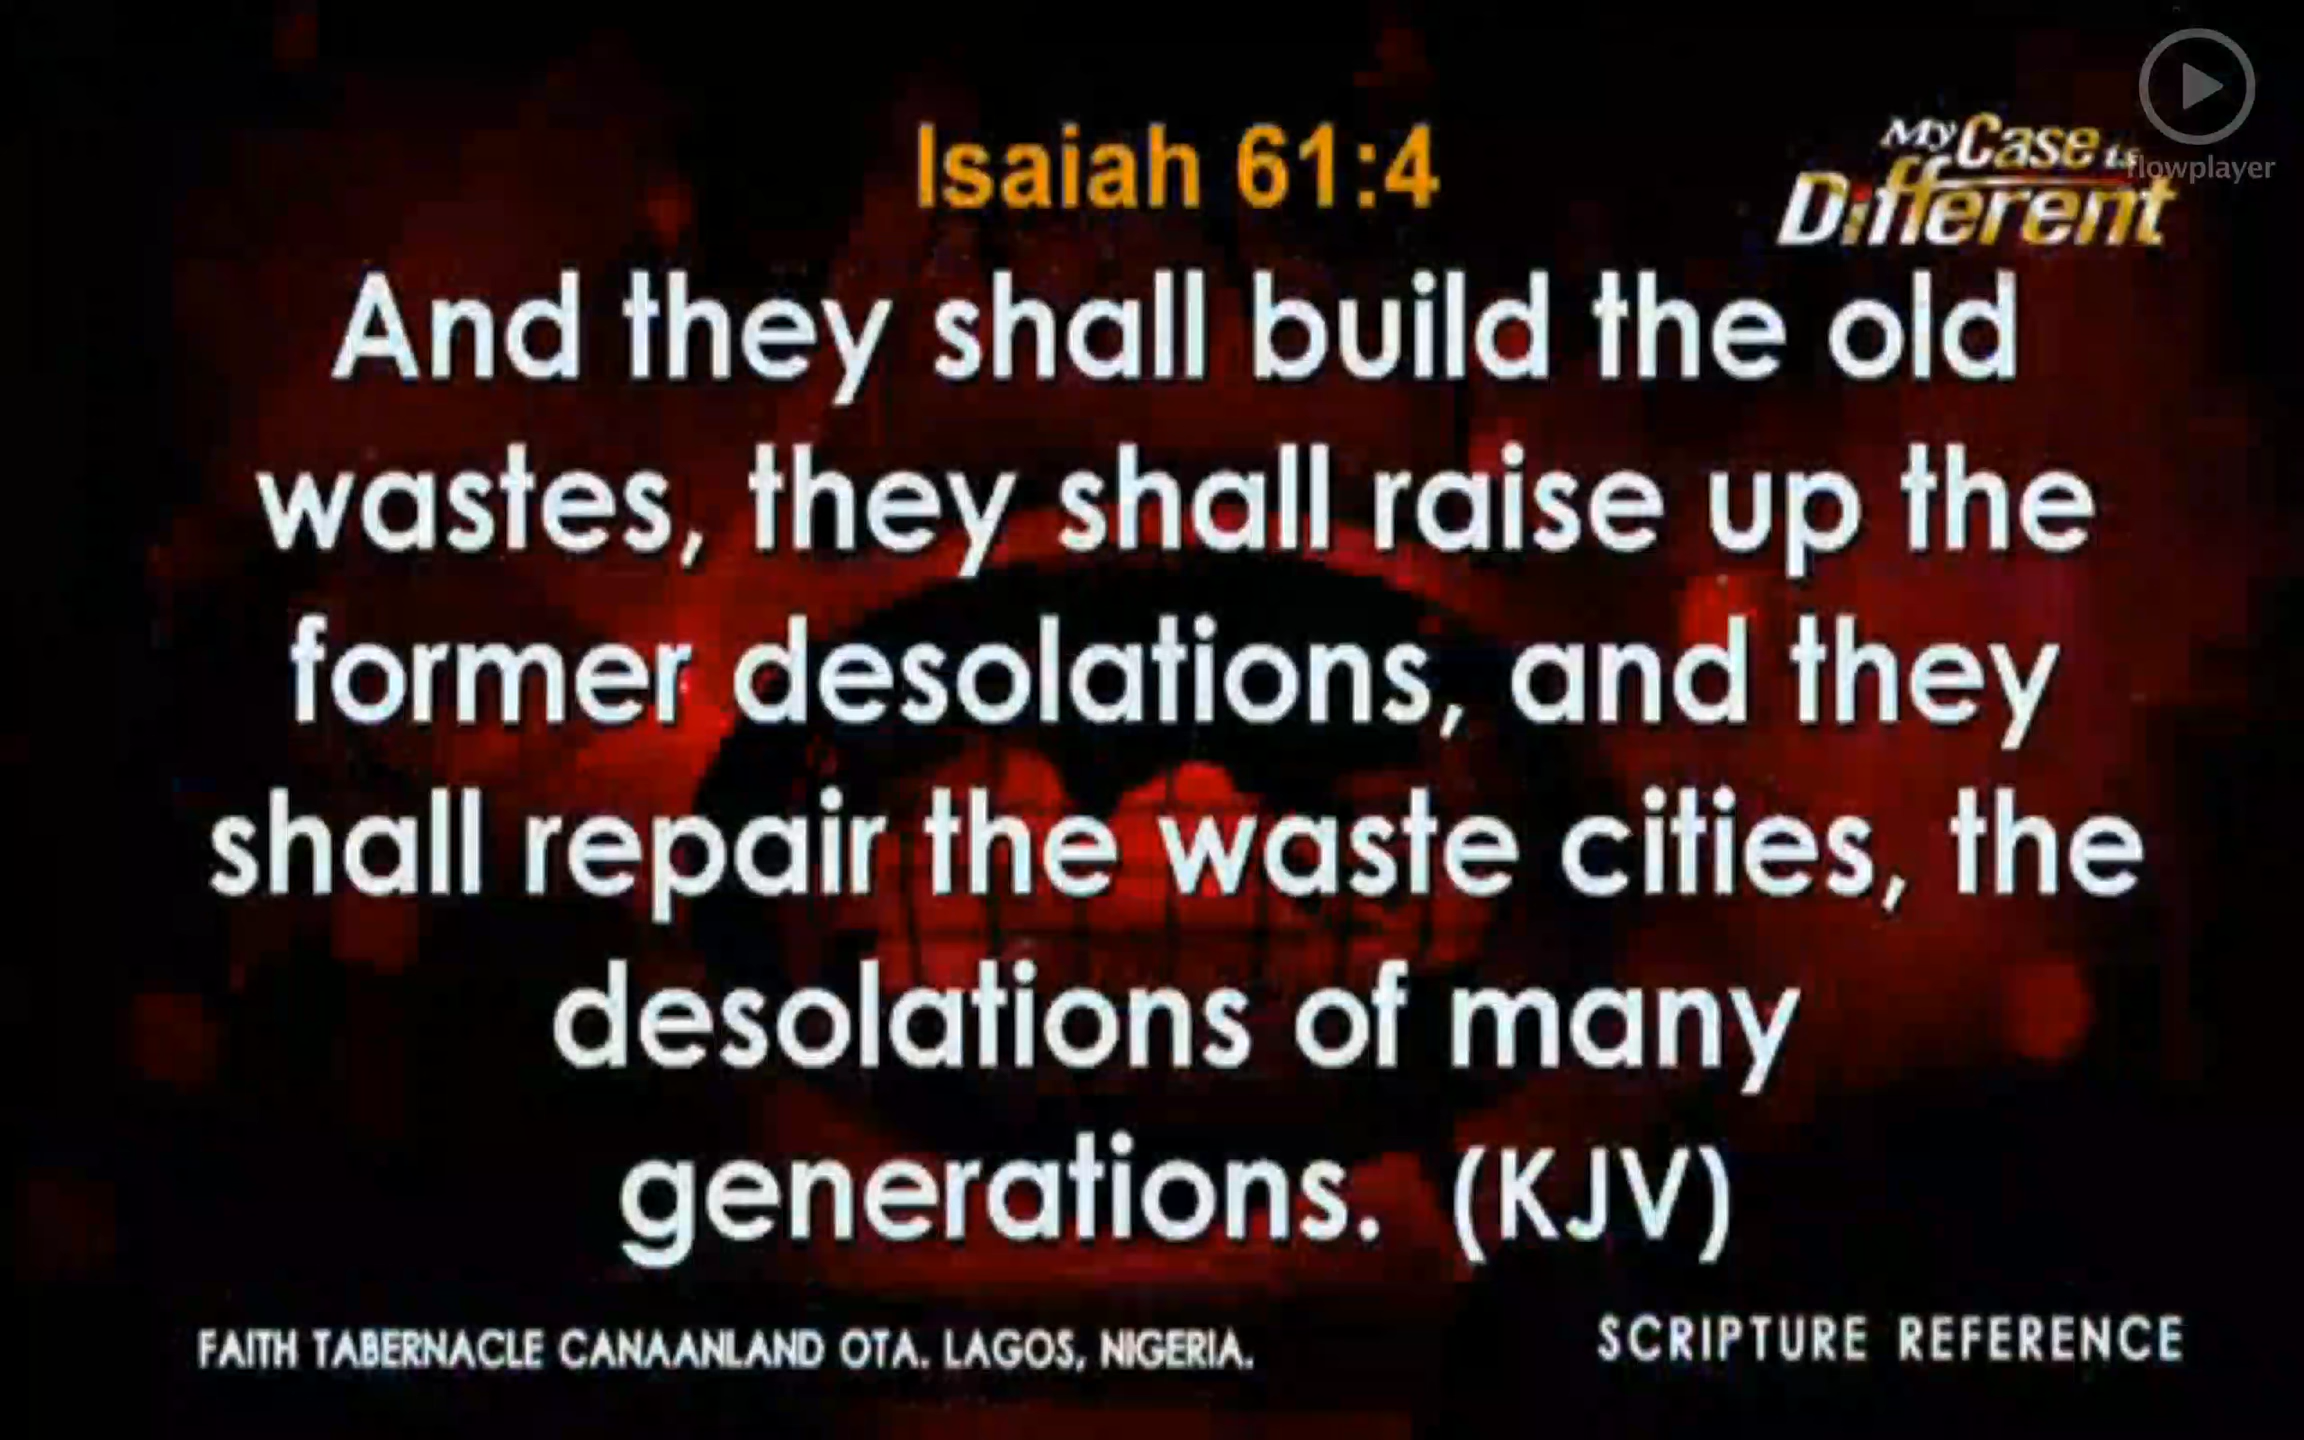 Isaiah 61:4
My Case is
Different
flowplayer
And they shall build the old
wastes, they shall raise up the
former desolations, and they
shall repair the waste cities, the
desolations of many
generations. (KJV)
FAITH TABERNACLE CANAANLAND OTA. LAGOS, NIGERIA.
SCRIPTURE REFERENCE